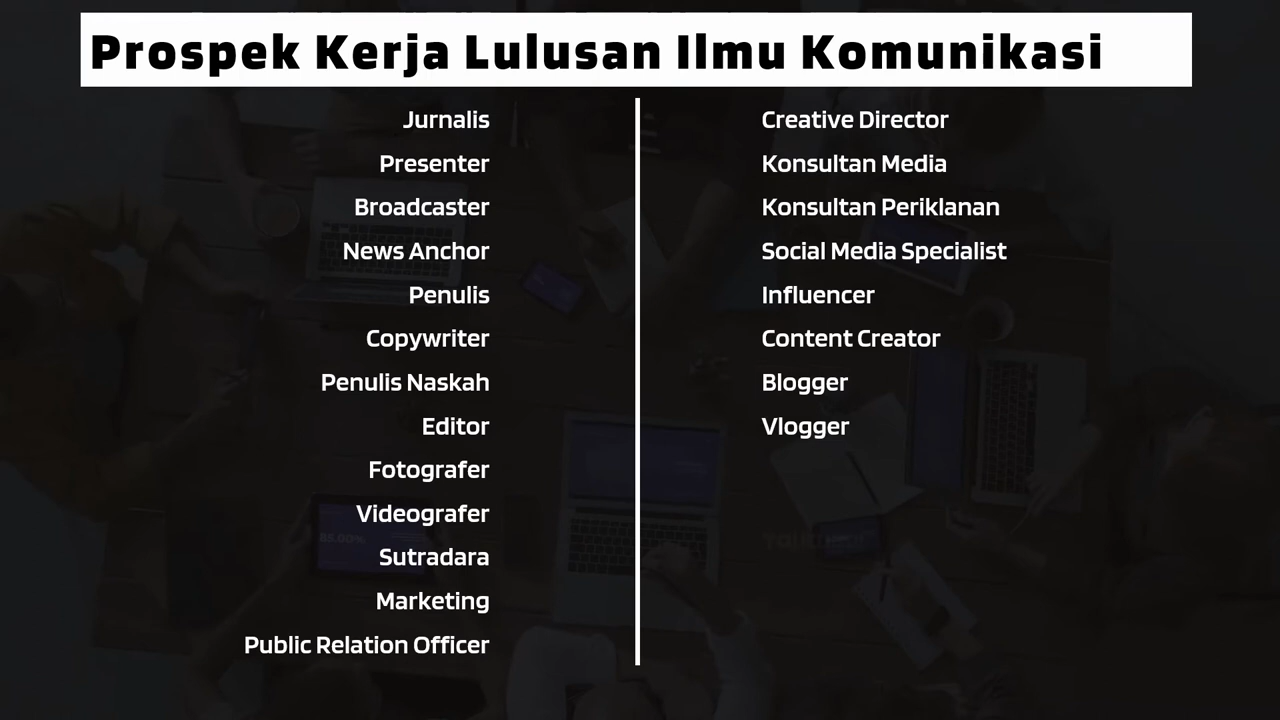 Prospek Kerja Lulusan Ilmu Komunikasi
Jurnalis
Presenter
Broadcaster
News Anchor
Penulis
Copywriter
Penulis Naskah
Editor
Fotografer
Videografer
Sutradara
Marketing
Public Relation Officer
Creative Director
Konsultan Media
Konsultan Periklanan
Social Media Specialist
Influencer
Content Creator
Blogger
Vlogger